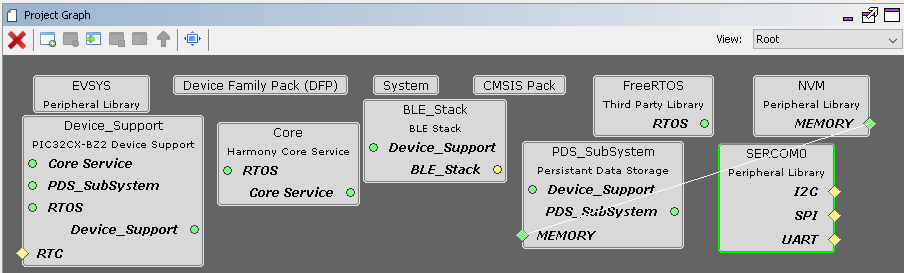 Project Graph
View: Root
EVSYS
Peripheral Library
Device Family Pack (DFP)
System
CMSIS Pack
FreeRTOS
Third Party Library
RTOS
NVM
Peripheral Library
MEMORY
Device_Support
PIC32CX-BZ2 Device Support
Core Service
PDS_SubSystem
RTOS
Device_Support
RTC
Core
Harmony Core Service
RTOS
Core Service
BLE_Stack
BLE Stack
Device_Support
BLE_Stack
PDS_SubSystem
Persistant Data Storage
Device_Support
PDS_SubSystem
MEMORY
SERCOM0
Peripheral Library
I2C
SPI
UART